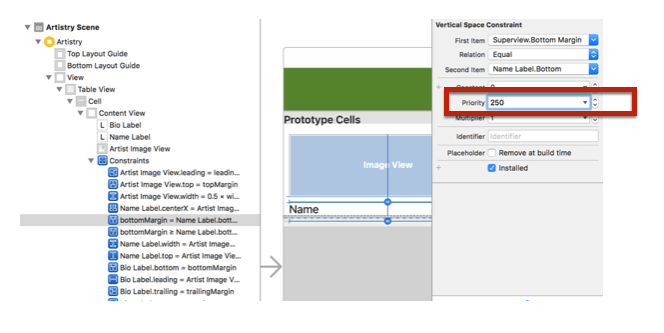 Artistry Scene
Artistry
Top Layout Guide
Bottom Layout Guide
View
Table View
Cell
Content View
L Bio Label
L Name Label
Artist Image View
Constraints
Artist Image View.leading = leadin...
Artist Image View.top = topMargin
Artist Image View.width = 0.5 × wi...
Name Label.centerX = Artist Imag...
bottomMargin = Name Label.bott...
bottomMargin ≥ Name Label.bott...
Name Label.width = Artist Image...
Name Label.top = Artist Image Vie...
Bio Label.bottom = bottomMargin
Bio Label.leading = Artist Image V...
Bio Label.trailing = trailingMargin
Prototype Cells
Image View
Name
Vertical Space Constraint
First Item Superview.Bottom Margin
Relation Equal
Second Item Name Label.Bottom
Constant 0
Priority 250
Multiplier 1
Identifier Identifier
Placeholder Remove at build time
Installed